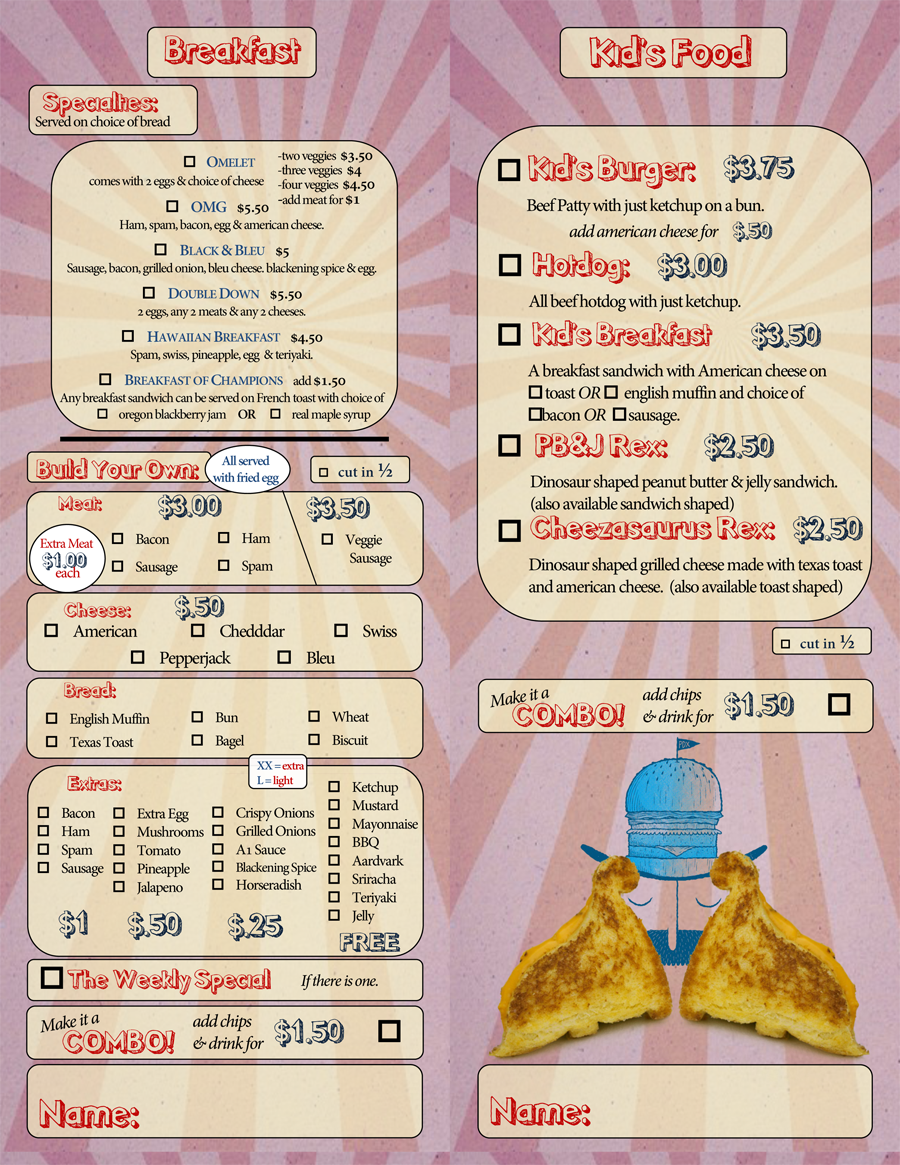 Breakfast
Specialties:
Served on choice of bread
OMELET
comes with 2 eggs & choice of cheese
-two veggies $3.50
-three veggies $4
-four veggies $4.50
-add meat for $1
OMG $5.50
Ham, spam, bacon, egg & american cheese.
BLACK & BLEU $5
Sausage, bacon, grilled onion, bleu cheese. blackening spice & egg.
DOUBLE DOWN $5.50
2 eggs, any 2 meats & any 2 cheeses.
HAWAIIAN BREAKFAST $4.50
Spam, swiss, pineapple, egg & teriyaki.
BREAKFAST OF CHAMPIONS add $1.50
Any breakfast sandwich can be served on French toast with choice of
oregon blackberry jam OR real maple syrup
Build Your Own:
All served
with fried egg
cut in ½
Meat: $3.00 $3.50
Extra Meat
$1.00
each
Bacon Ham Veggie
Sausage
Sausage Spam
Cheese: $.50
American Chedddar Swiss
Pepperjack Bleu
Bread:
English Muffin Bun Wheat
Texas Toast Bagel Biscuit
XX = extra
L = light
Extras:
Bacon
Ham
Spam
Sausage
$1
Extra Egg
Mushrooms
Tomato
Pineapple
Jalapeno
$.50
Crispy Onions
Grilled Onions
A1 Sauce
Blackening Spice
Horseradish
$.25
Ketchup
Mustard
Mayonnaise
BBQ
Aardvark
Sriracha
Teriyaki
Jelly
FREE
The Weekly Special If there is one.
Make it a
COMBO!
add chips
& drink for
$1.50
Name:
Kid's Food
Kid's Burger: $3.75
Beef Patty with just ketchup on a bun.
add american cheese for $.50
Hotdog: $3.00
All beef hotdog with just ketchup.
Kid's Breakfast $3.50
A breakfast sandwich with American cheese on
toast OR english muffin and choice of
bacon OR sausage.
PB&J Rex: $2.50
Dinosaur shaped peanut butter & jelly sandwich.
(also available sandwich shaped)
Cheezasaurus Rex: $2.50
Dinosaur shaped grilled cheese made with texas toast
and american cheese. (also available toast shaped)
cut in ½
Make it a
COMBO!
add chips
& drink for
$1.50
PDX
Name: